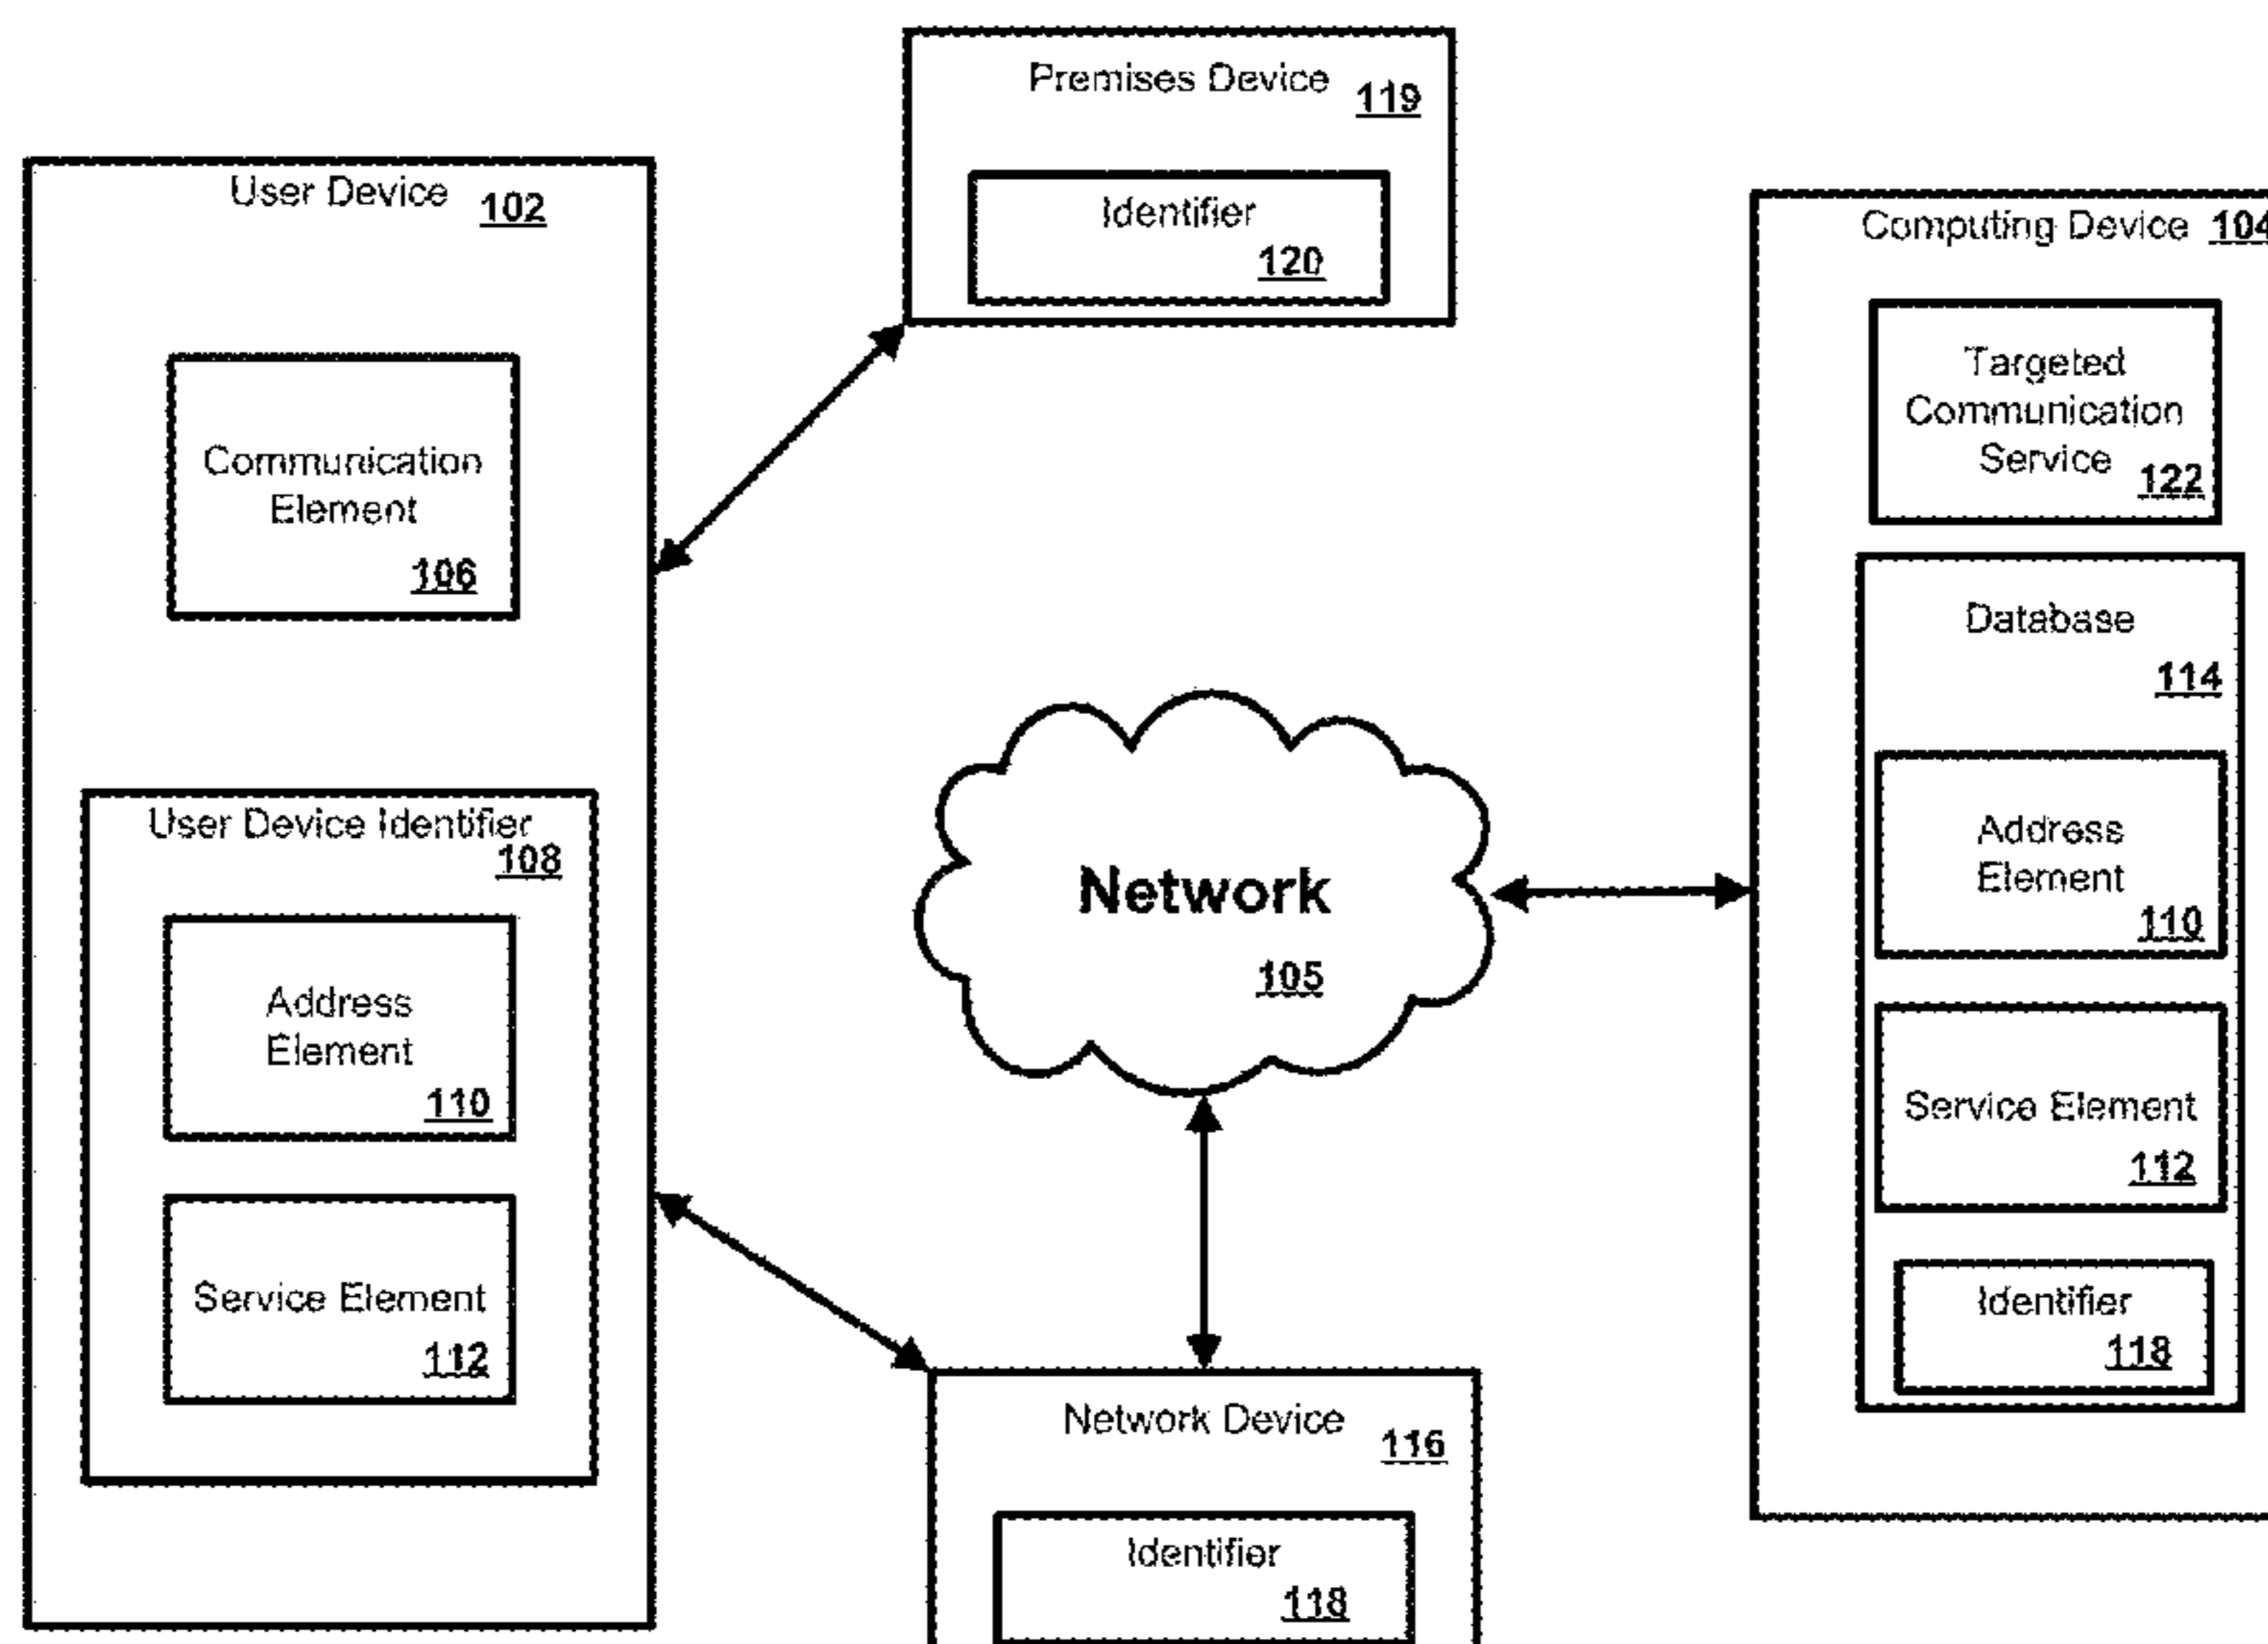 Premises Device
119
Identifier
120
User Device
102
Communication
Element
106
User Device Identifier
108
Address
Element
110
Service Element
112
Network
105
Network Device
116
Identifier
118
Computing Device 104
Targeted
Communication
Service
122
Database
114
Address
Element
110
Service Element
112
Identifier
118